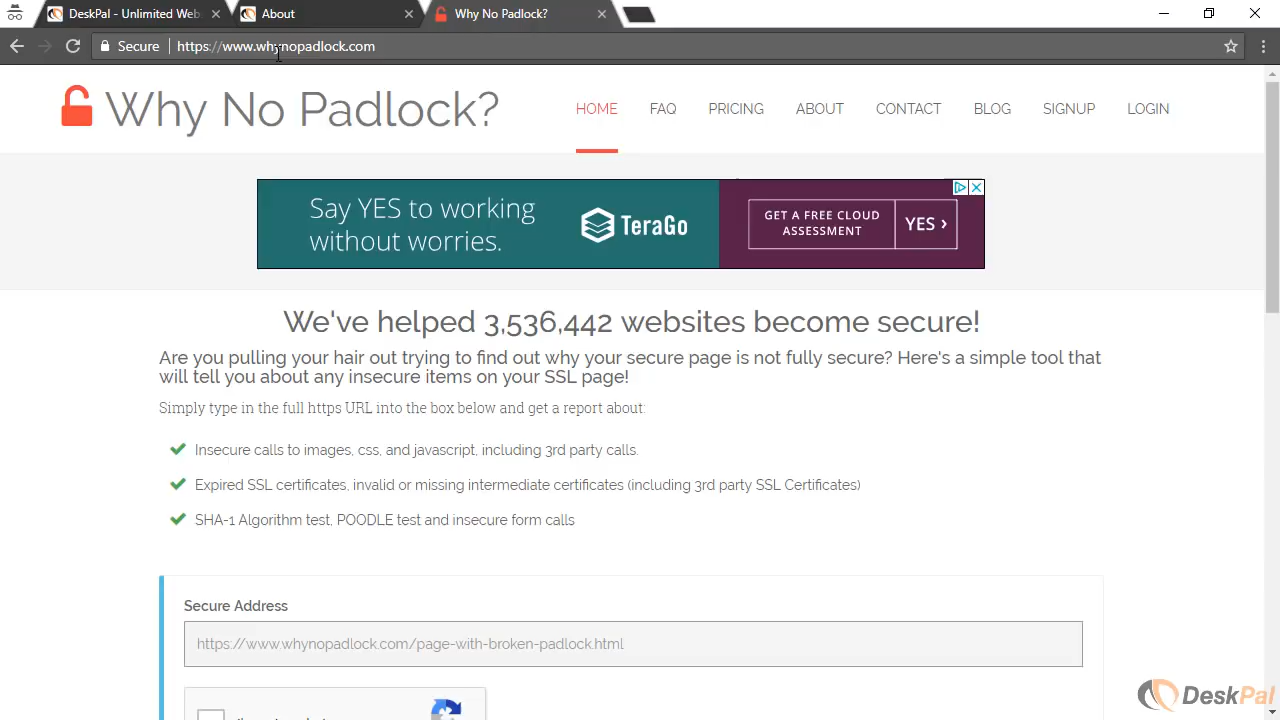 DeskPal - Unlimited Web
About
Why No Padlock?
Secure
https://www.whynopadlock.com
Why No Padlock?
HOME
FAQ
PRICING
ABOUT
CONTACT
BLOG
SIGNUP
LOGIN
Say YES to working
without worries.
TeraGo
GET A FREE CLOUD
ASSESSMENT
YES ›
We've helped 3,536,442 websites become secure!
Are you pulling your hair out trying to find out why your secure page is not fully secure? Here's a simple tool that
will tell you about any insecure items on your SSL page!
Simply type in the full https URL into the box below and get a report about:
Insecure calls to images, css, and javascript, including 3rd party calls.
Expired SSL certificates, invalid or missing intermediate certificates (including 3rd party SSL Certificates)
SHA-1 Algorithm test, POODLE test and insecure form calls
Secure Address
https://www.whynopadlock.com/page-with-broken-padlock.html
DeskPal